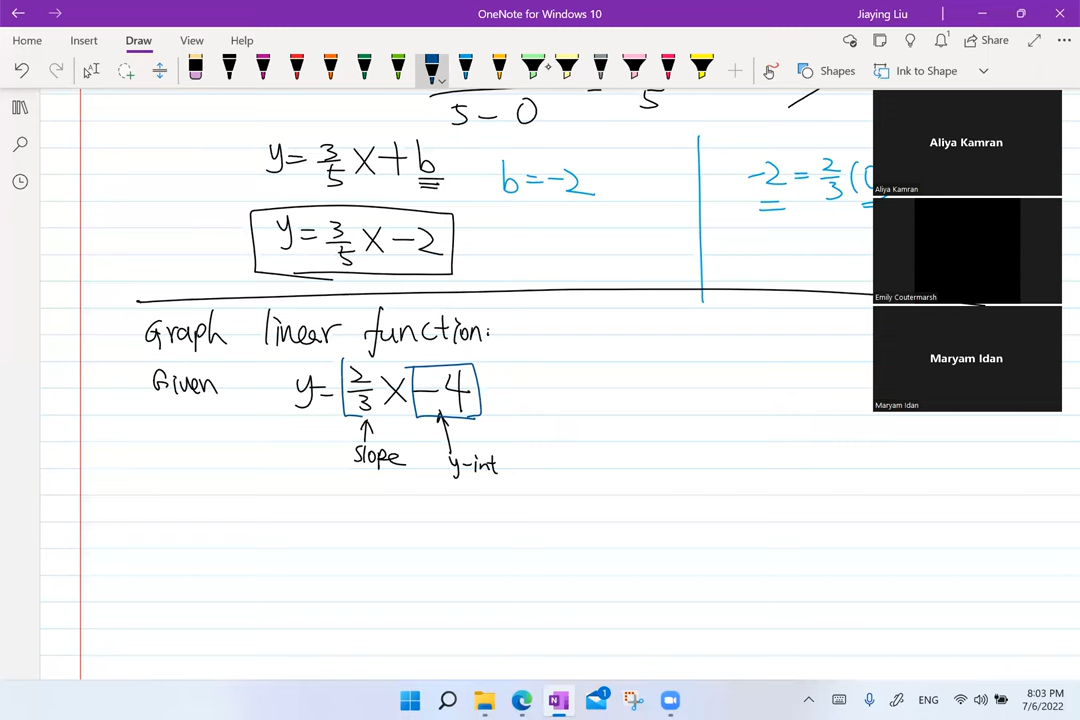 OneNote for Windows 10
Jiaying Liu
Home Insert Draw View Help
Share
Shapes
Ink to Shape
5 - 0
5
y = 3/5 x + b
b = -2
-2 = 2/3 (0
y = 3/5 x - 2
Graph linear function:
Given y = 2/3 x - 4
slope
y-int
Aliya Kamran
Aliya Kamran
Emily Coutermarsh
Maryam Idan
Maryam Idan
1
ENG
8:03 PM
7/6/2022